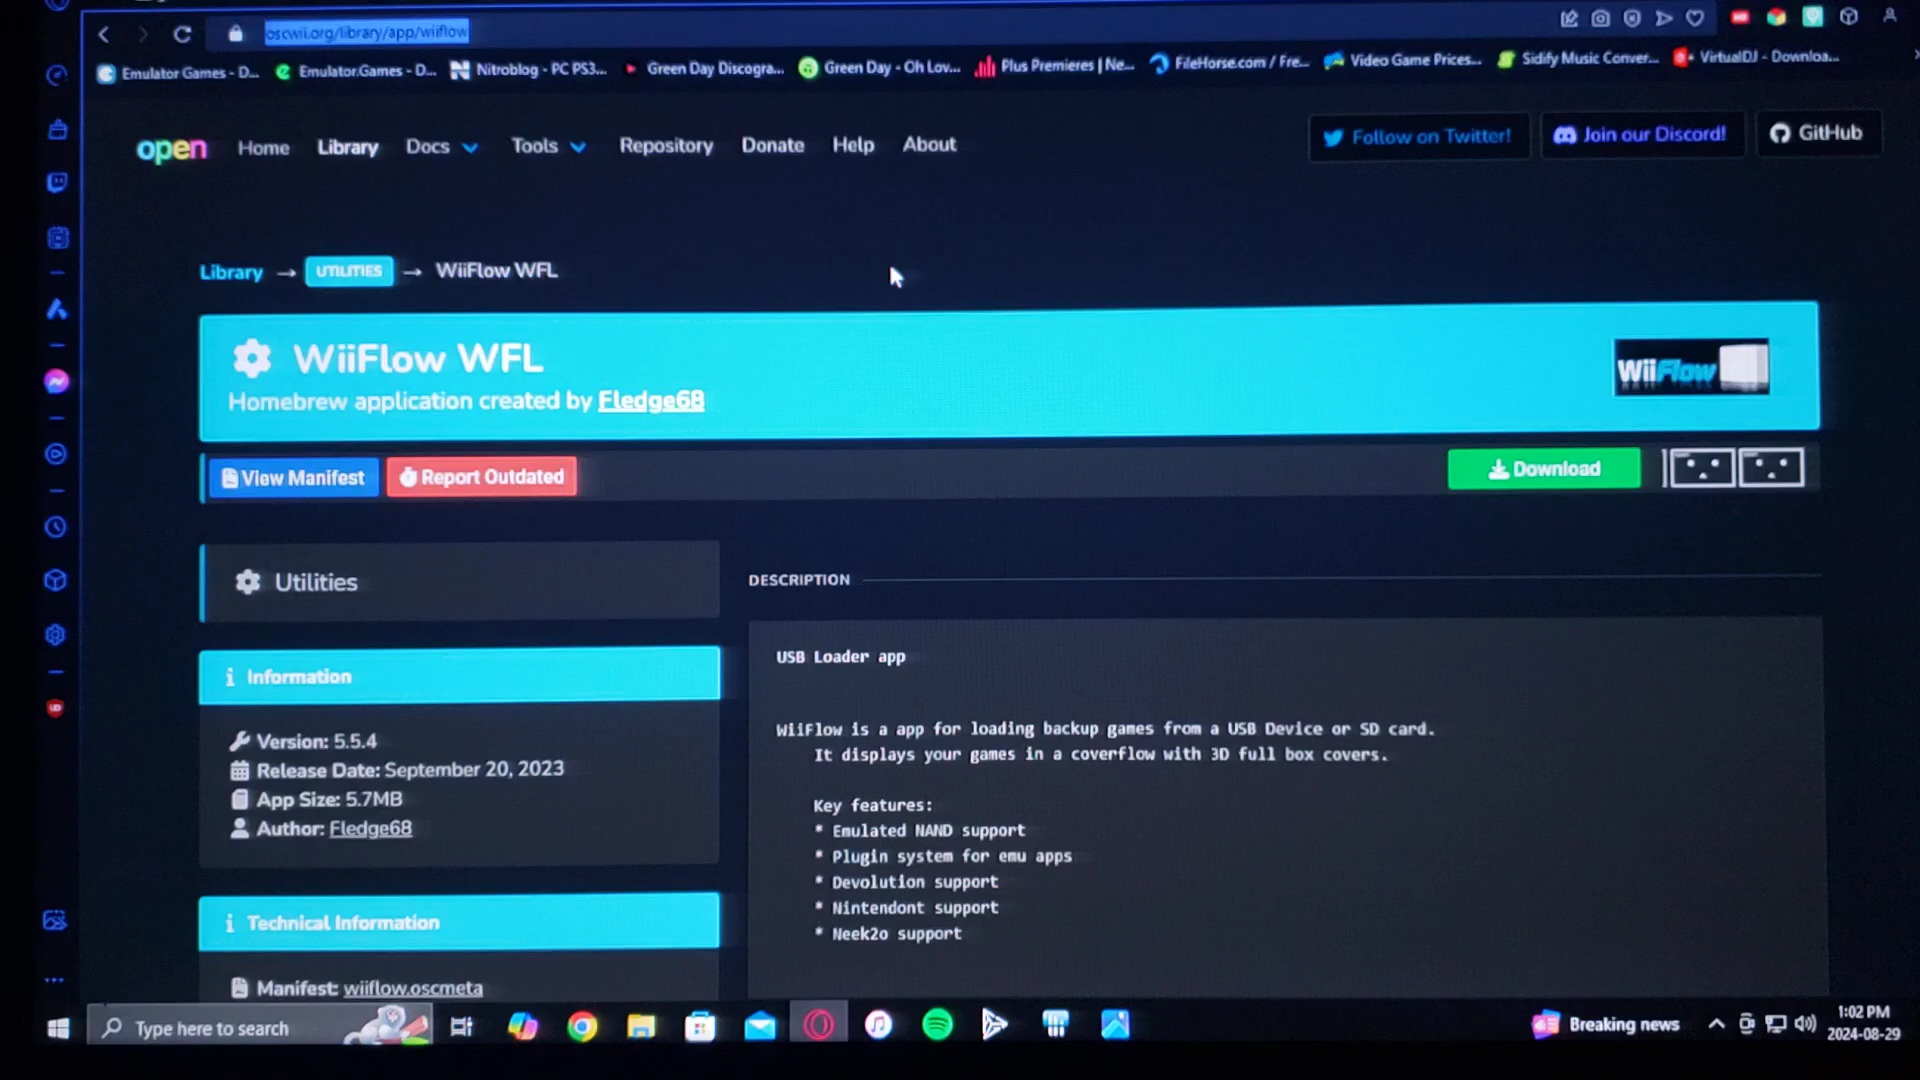 oscwii.org/library/app/wiiflow
Emulator Games - D...
Emulator.Games - D...
Nitroblog - PC PS3...
Green Day Discogra...
Green Day - Oh Lov...
Plus Premieres | Ne...
FileHorse.com / Fre...
Video Game Prices...
Sidify Music Conver...
VirtualDJ - Downloa...
open Home Library Docs Tools Repository Donate Help About
Follow on Twitter! Join our Discord! GitHub
Library → UTILITIES → WiiFlow WFL
WiiFlow WFL
Homebrew application created by Fledge68
WiiFlow
View Manifest Report Outdated Download
Utilities
Information
Version: 5.5.4
Release Date: September 20, 2023
App Size: 5.7MB
Author: Fledge68
Technical Information
Manifest: wiiflow.oscmeta
DESCRIPTION
USB Loader app
WiiFlow is a app for loading backup games from a USB Device or SD card.
It displays your games in a coverflow with 3D full box covers.
Key features:
* Emulated NAND support
* Plugin system for emu apps
* Devolution support
* Nintendont support
* Neek2o support
Type here to search
Breaking news
1:02 PM
2024-08-29